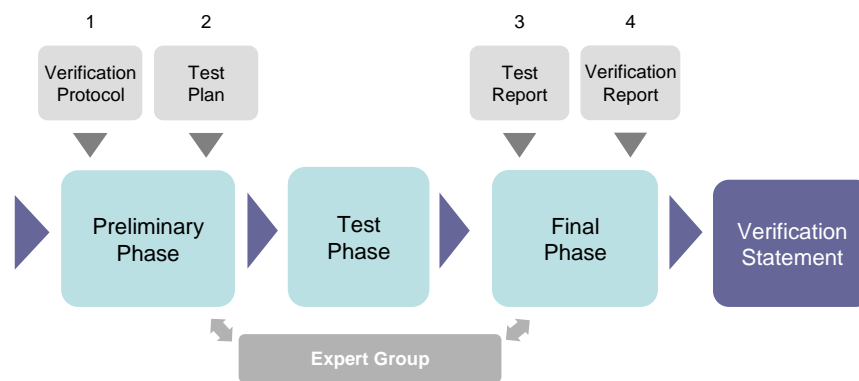 1
2
3
4
Verification
Protocol
Test
Plan
Test
Report
Verification
Report
Preliminary
Phase
Test
Phase
Final
Phase
Verification
Statement
Expert Group